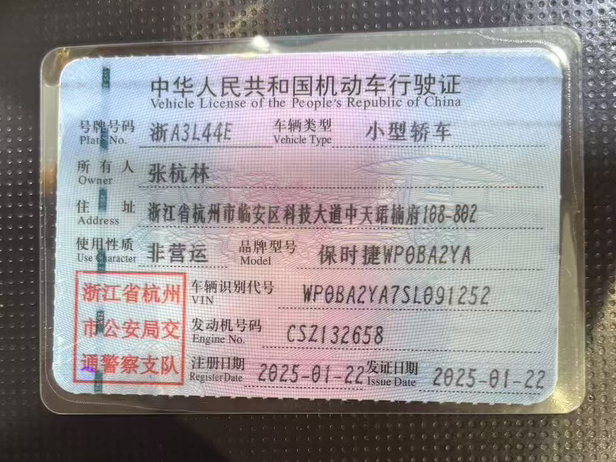 中华人民共和国机动车行驶证
Vehicle License of the People's Republic of China
号牌号码 浙A3L44E 车辆类型 小型轿车
Plate No. Vehicle Type
所有人 张杭林
Owner
住址 浙江省杭州市临安区科技大道中天珺楠府108-802
Address
使用性质 非营运 品牌型号 保时捷WP0BA2YA
Use Character Model
浙江省杭州 车辆识别代号 WP0BA2YA7SL091252
VIN
市公安局交 发动机号码 CSZ132658
Engine No.
通警察支队 注册日期 2025-01-22 发证日期 2025-01-22
Register Date Issue Date